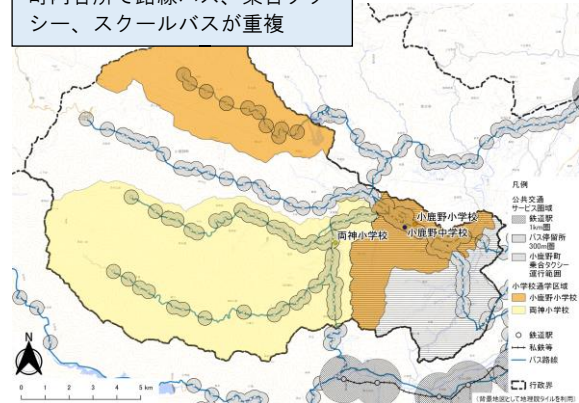 町内各所で路線バス、乗合タク
シー、スクールバスが重複
小鹿野小学校
小鹿野中学校
両神小学校
凡例
公共交通
サービス圏域
鉄道駅
1km圏
バス停留所
300m圏
小鹿野町
乗合タクシー
運行範囲
小学校通学区域
小鹿野小学校
両神小学校
鉄道駅
私鉄等
バス路線
行政界
N
0 1 2 3 4 5 km
(背景地図として地理院タイルを利用)